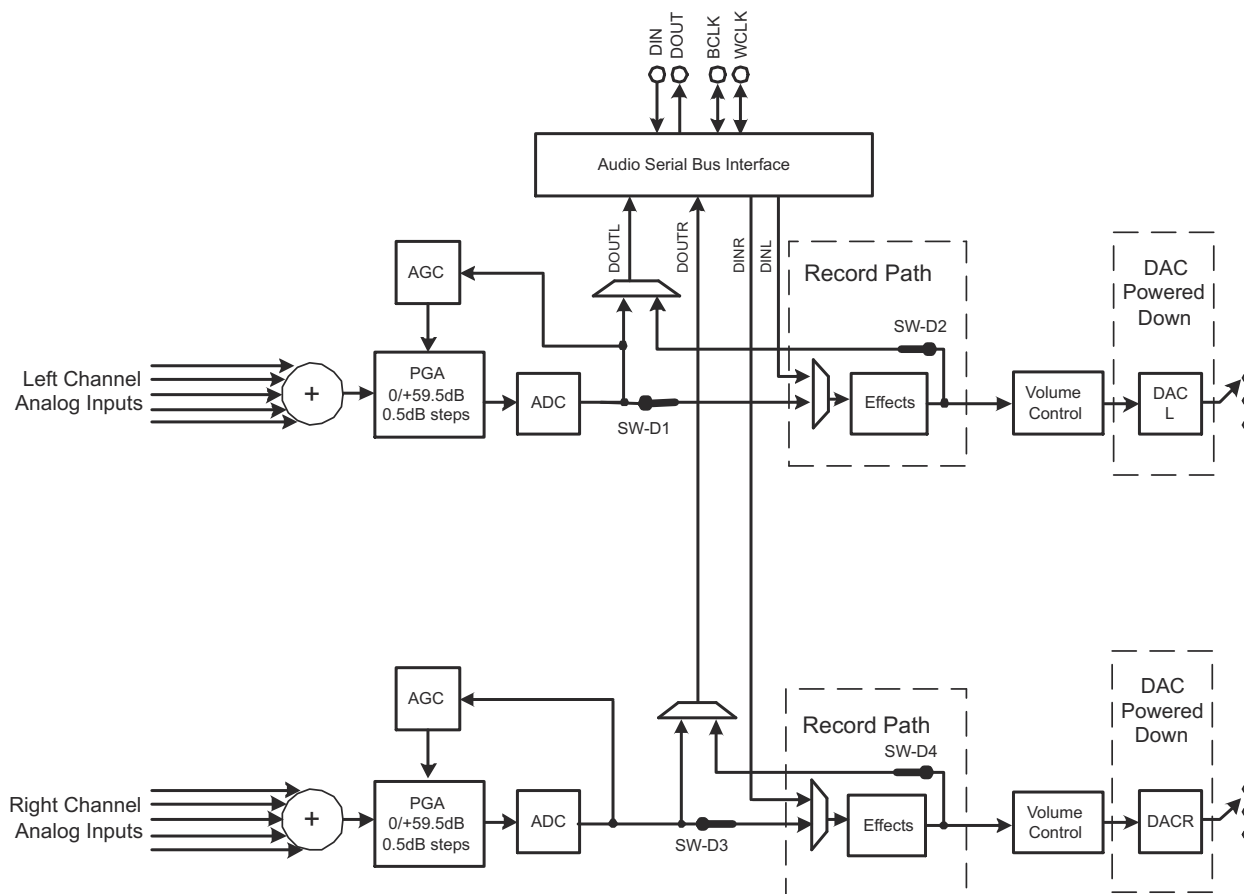 DIN
DOUT
BCLK
WCLK
Audio Serial Bus Interface
DOUTL
DOUTR
DINR
DINL
Record Path
DAC
Powered
Down
AGC
SW-D2
Left Channel
Analog Inputs
+
PGA
0/+59.5dB
0.5dB steps
ADC
SW-D1
Effects
Volume
Control
DAC
L
AGC
Record Path
DAC
Powered
Down
SW-D4
Right Channel
Analog Inputs
+
PGA
0/+59.5dB
0.5dB steps
ADC
SW-D3
Effects
Volume
Control
DACR